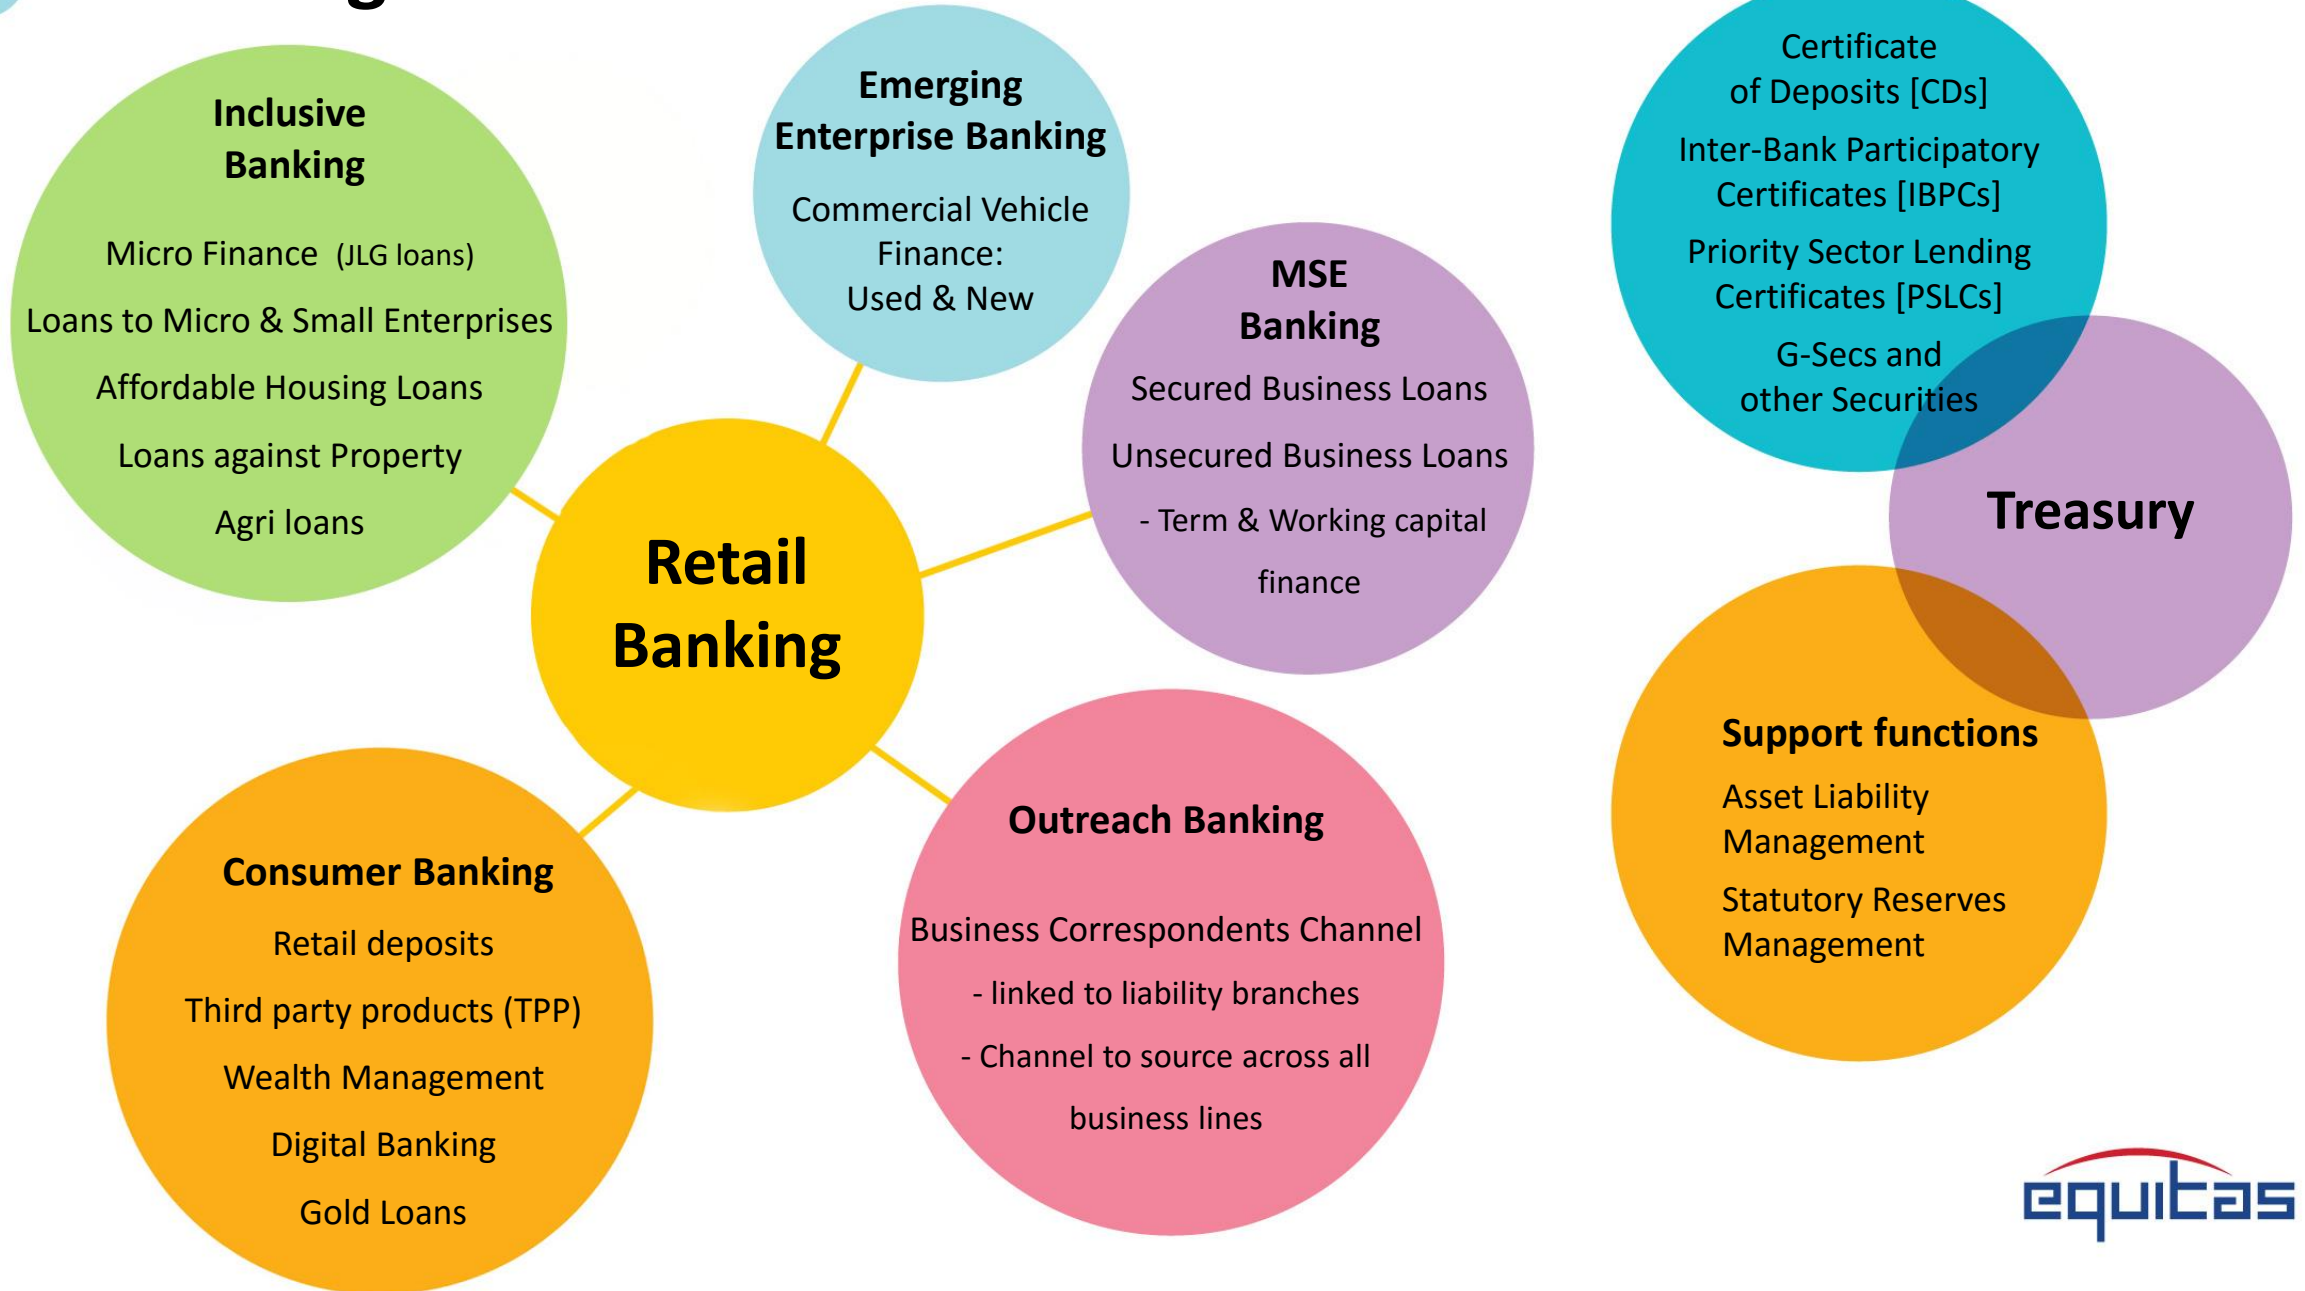 Inclusive
Banking
Micro Finance (JLG loans)
Loans to Micro & Small Enterprises
Affordable Housing Loans
Loans against Property
Agri loans
Emerging
Enterprise Banking
Commercial Vehicle
Finance:
Used & New
MSE
Banking
Secured Business Loans
Unsecured Business Loans
- Term & Working capital
finance
Retail
Banking
Consumer Banking
Retail deposits
Third party products (TPP)
Wealth Management
Digital Banking
Gold Loans
Outreach Banking
Business Correspondents Channel
- linked to liability branches
- Channel to source across all
business lines
Certificate
of Deposits [CDs]
Inter-Bank Participatory
Certificates [IBPCs]
Priority Sector Lending
Certificates [PSLCs]
G-Secs and
other Securities
Treasury
Support functions
Asset Liability
Management
Statutory Reserves
Management
equitas